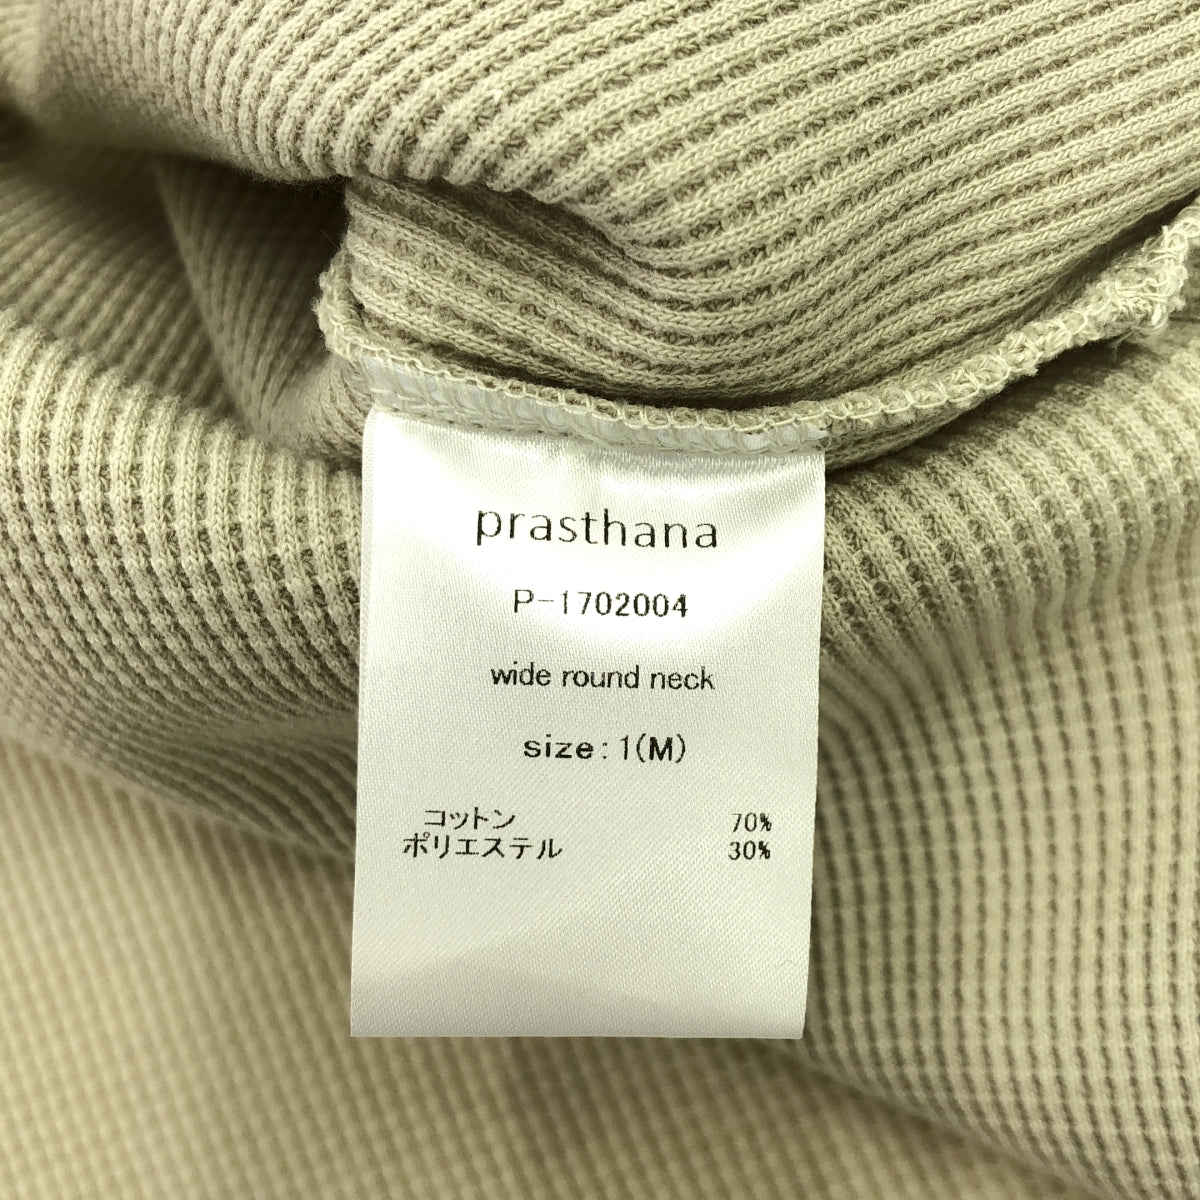 prasthana
P-1702004
wide round neck
size:1(M)
コットン 70%
ポリエステル 30%